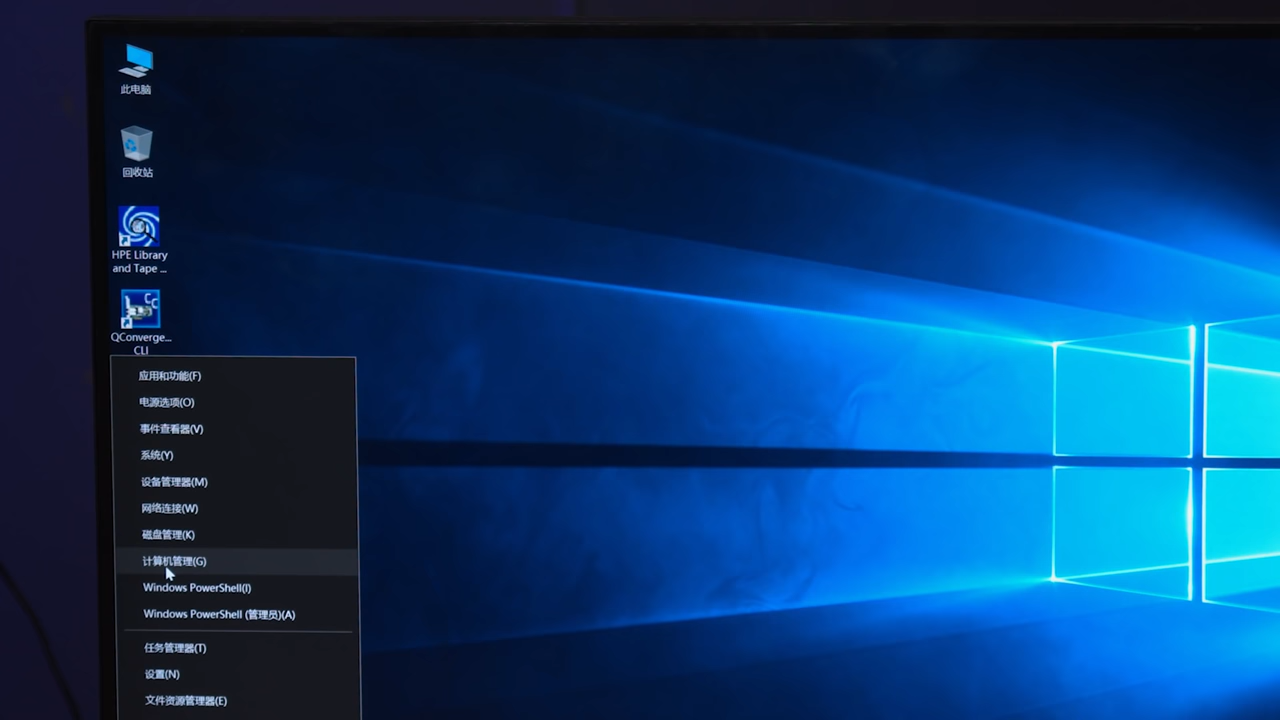 此电脑
回收站
HPE Library
and Tape ...
QConverge...
CLI
应用和功能(F)
电源选项(O)
事件查看器(V)
系统(Y)
设备管理器(M)
网络连接(W)
磁盘管理(K)
计算机管理(G)
Windows PowerShell(I)
Windows PowerShell (管理员)(A)
任务管理器(T)
设置(N)
文件资源管理器(E)